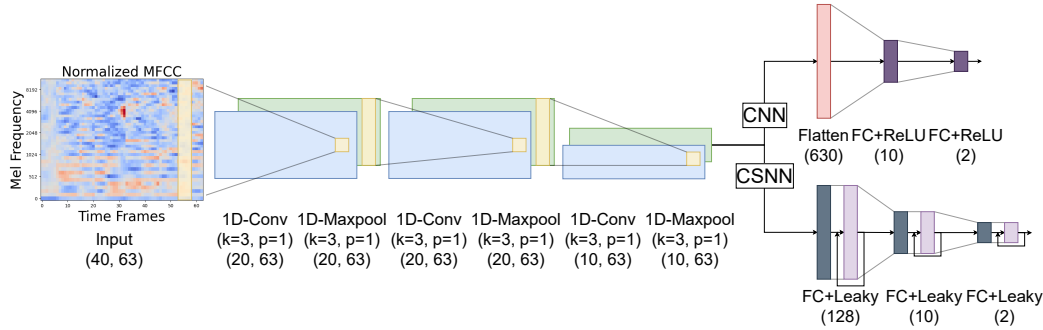 Normalized MFCC
Mel Frequency
8192
4096
2048
1024
512
0
0 10 20 30 40 50 60
Time Frames
Input
(40, 63)
1D-Conv
(k=3, p=1)
(20, 63)
1D-Maxpool
(k=3, p=1)
(20, 63)
1D-Conv
(k=3, p=1)
(20, 63)
1D-Maxpool
(k=3, p=1)
(20, 63)
1D-Conv
(k=3, p=1)
(10, 63)
1D-Maxpool
(k=3, p=1)
(10, 63)
CNN
CSNN
Flatten
(630)
FC+ReLU
(10)
FC+ReLU
(2)
FC+Leaky
(128)
FC+Leaky
(10)
FC+Leaky
(2)